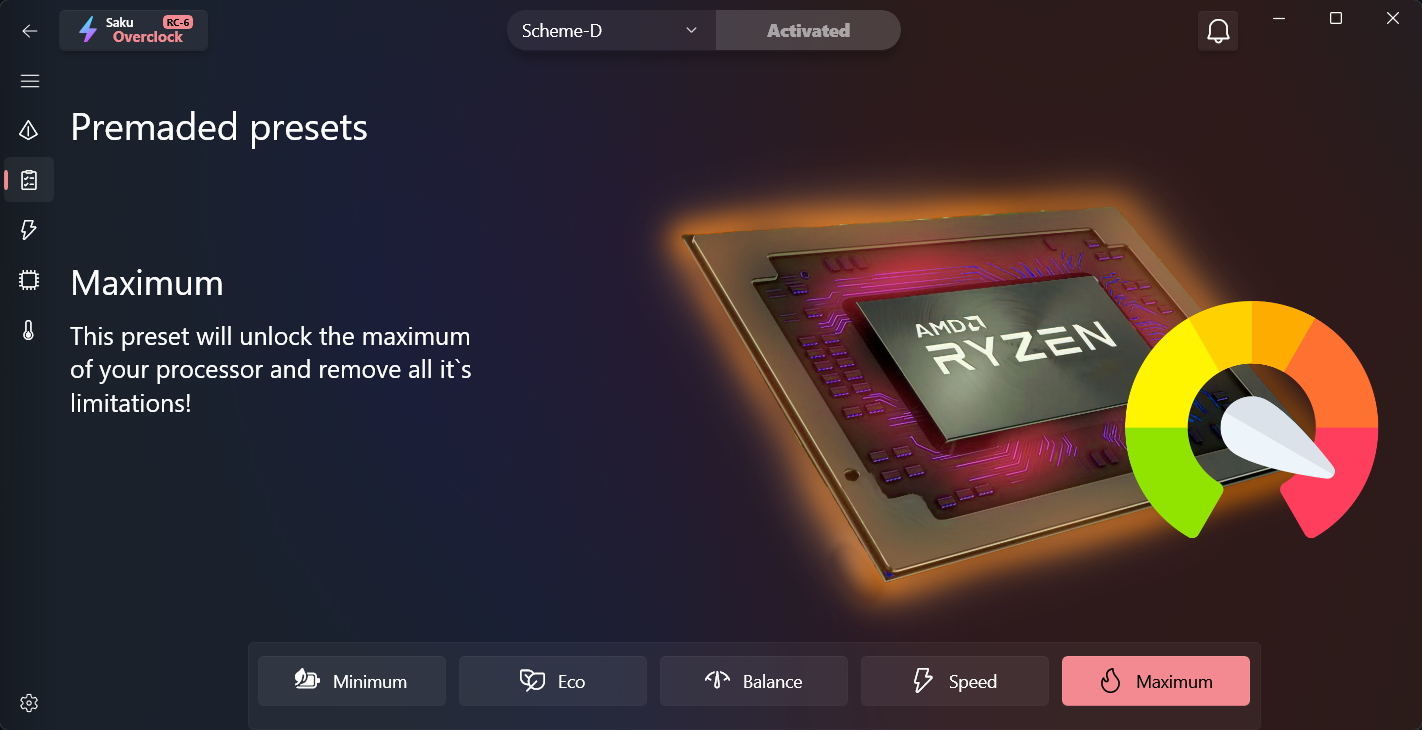 Saku
RC-6
Overclock
Scheme-D
Activated
Premaded presets
Maximum
This preset will unlock the maximum
of your processor and remove all it`s
limitations!
AMD
RYZEN
Minimum
Eco
Balance
Speed
Maximum